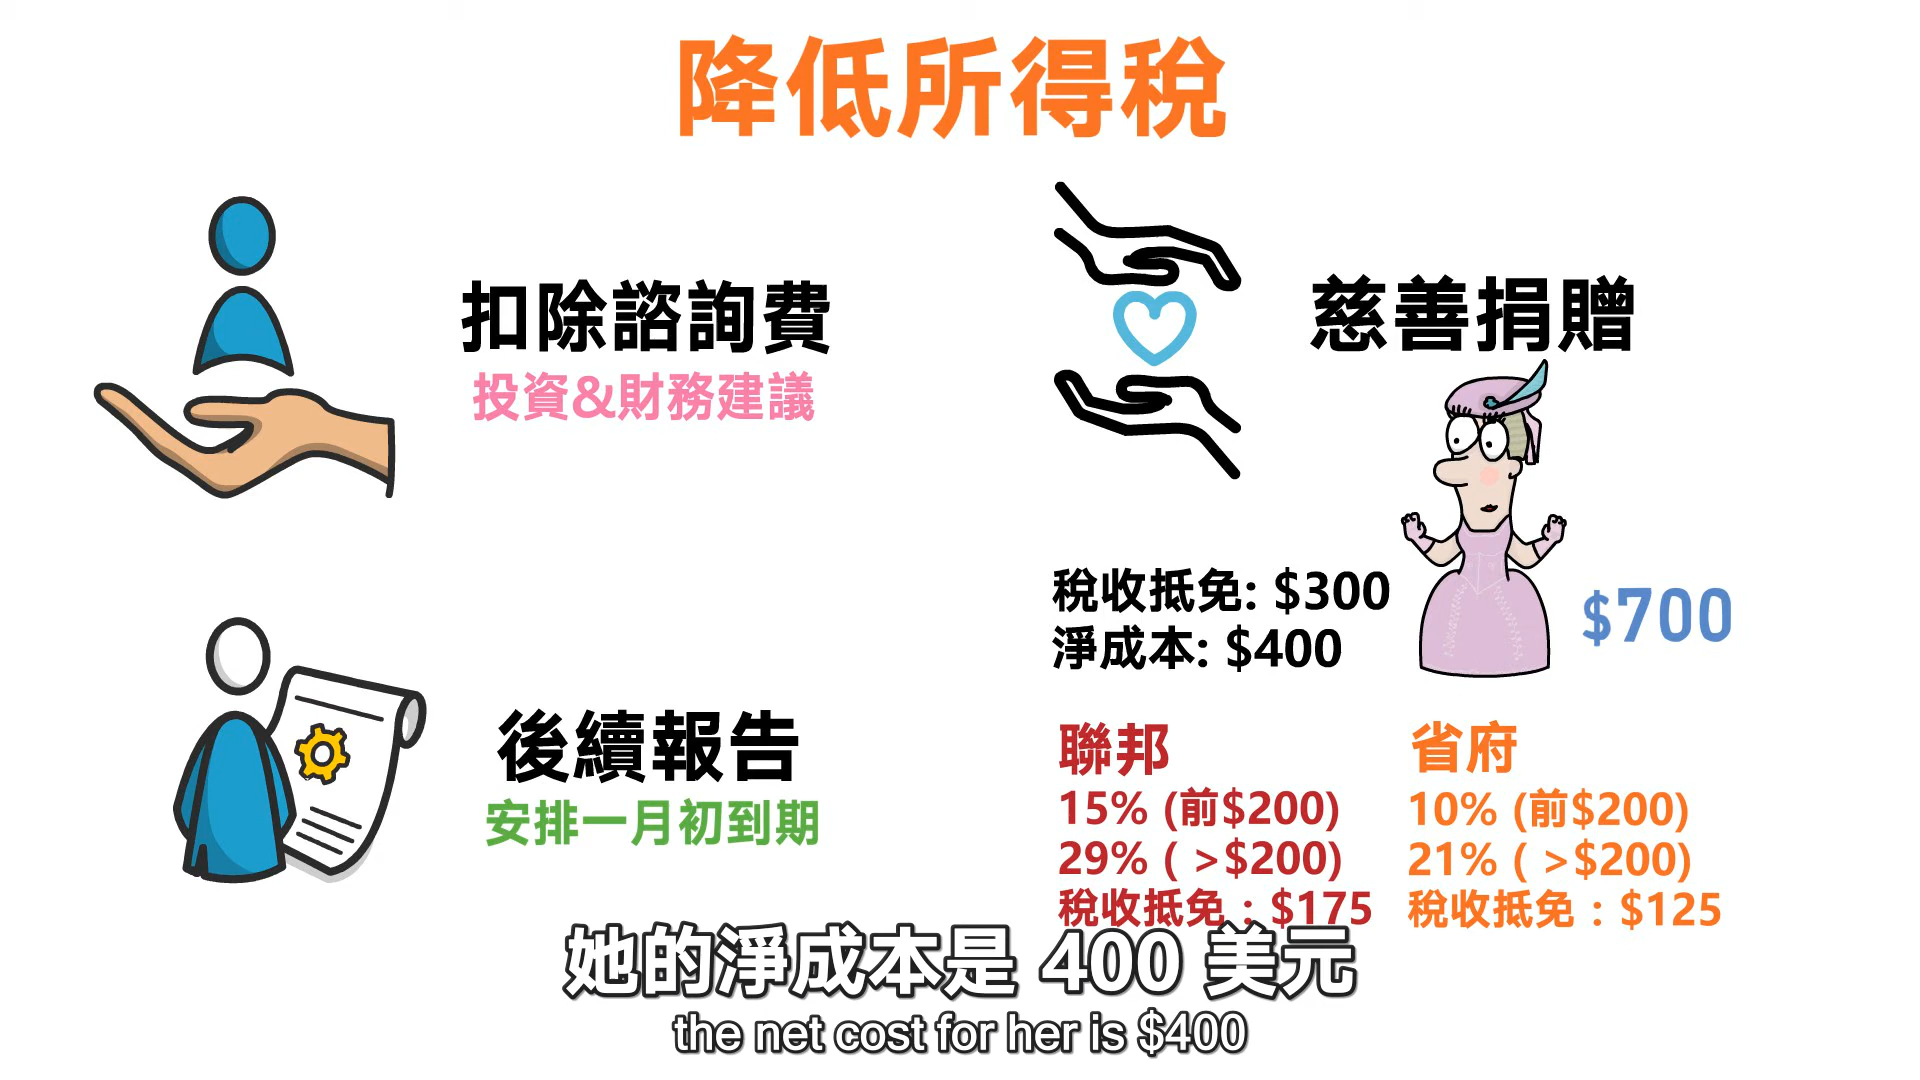 降低所得稅
扣除諮詢費
投資&財務建議
慈善捐贈
稅收抵免: $300
淨成本: $400
$700
後續報告
安排一月初到期
聯邦
15% (前$200)
29% ( >$200)
稅收抵免：$175
省府
10% (前$200)
21% ( >$200)
稅收抵免：$125
她的淨成本是 400 美元
the net cost for her is $400